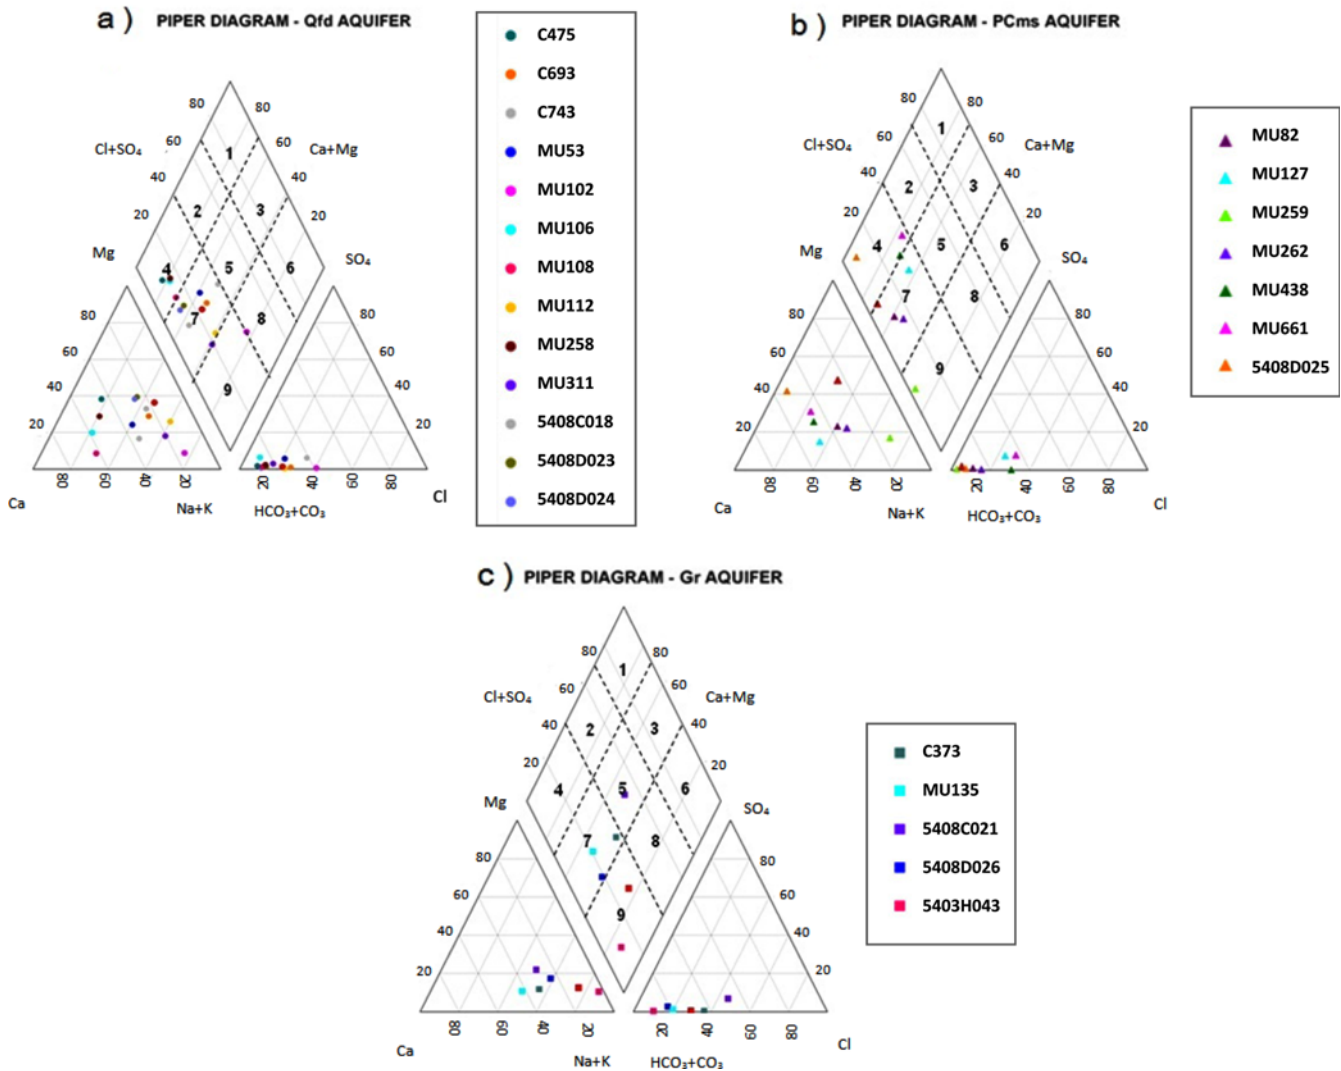 a ) PIPER DIAGRAM - Qfd AQUIFER
80 80
60 60
Cl+SO₄ Ca+Mg
40 40
20 20
Mg SO₄
1
2 3
4 5 6
7 8
9
80 80
60 60
40 40
20 20
80 60 40 20
20 40 60 80
Ca Na+K HCO₃+CO₃ Cl
C475
C693
C743
MU53
MU102
MU106
MU108
MU112
MU258
MU311
5408C018
5408D023
5408D024
b ) PIPER DIAGRAM - PCms AQUIFER
80 80
60 60
Cl+SO₄ Ca+Mg
40 40
20 20
Mg SO₄
1
2 3
4 5 6
7 8
9
80 80
60 60
40 40
20 20
80 60 40 20
20 40 60 80
Ca Na+K HCO₃+CO₃ Cl
MU82
MU127
MU259
MU262
MU438
MU661
5408D025
c ) PIPER DIAGRAM - Gr AQUIFER
80 80
60 60
Cl+SO₄ Ca+Mg
40 40
20 20
Mg SO₄
1
2 3
4 5 6
7 8
9
80 80
60 60
40 40
20 20
80 60 40 20
20 40 60 80
Ca Na+K HCO₃+CO₃ Cl
C373
MU135
5408C021
5408D026
5403H043